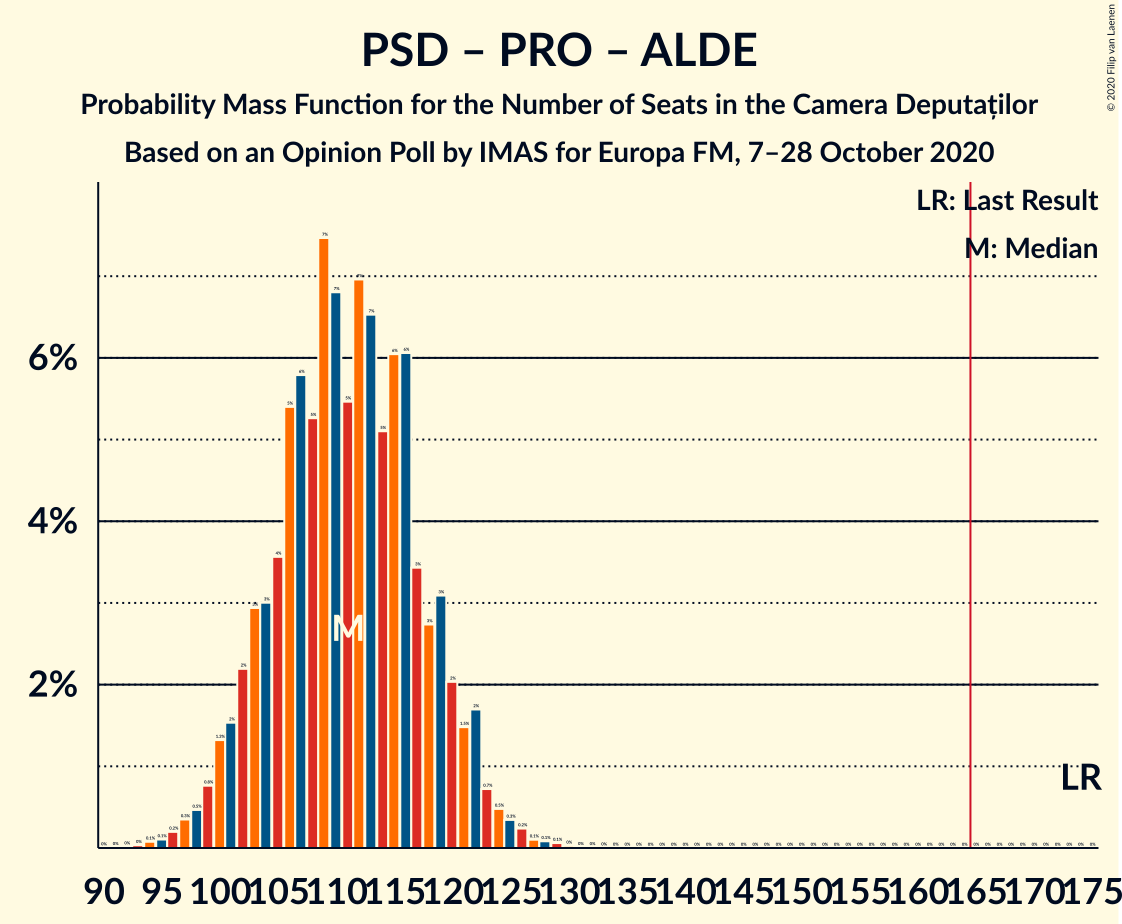 PSD – PRO – ALDE
Probability Mass Function for the Number of Seats in the Camera Deputaților
Based on an Opinion Poll by IMAS for Europa FM, 7–28 October 2020
© 2020 Filip van Laenen
LR: Last Result
M: Median
6%
4%
2%
M
LR
90 95 100 105 110 115 120 125 130 135 140 145 150 155 160 165 170 175